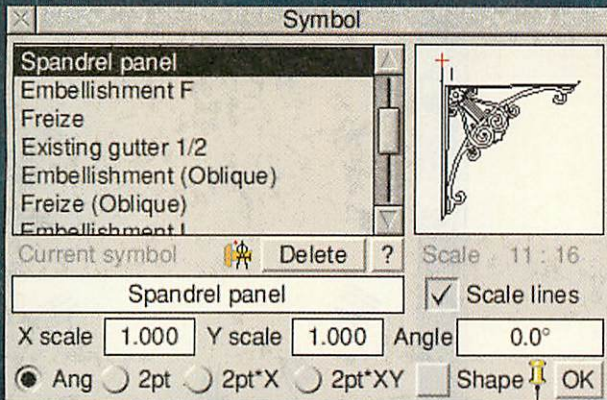 Symbol
Spandrel panel
Embellishment F
Freize
Existing gutter 1/2
Embellishment (Oblique)
Freize (Oblique)
Embellishment L
Current symbol Delete ? Scale 11 : 16
Spandrel panel Scale lines
X scale 1.000 Y scale 1.000 Angle 0.0°
Ang 2pt 2pt*X 2pt*XY Shape OK